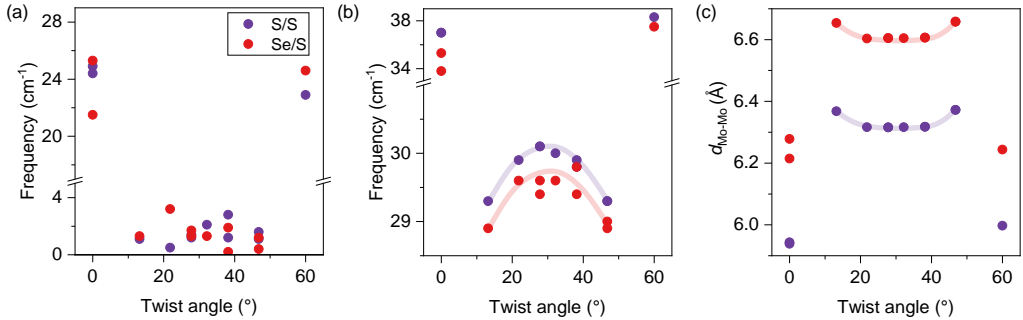 (a)
S/S
Se/S
Frequency (cm⁻¹)
28
24
20
4
2
0
0 20 40 60
Twist angle (°)
(b)
Frequency (cm⁻¹)
38
34
30
29
0 20 40 60
Twist angle (°)
(c)
d_Mo-Mo (Å)
6.6
6.4
6.2
6.0
0 20 40 60
Twist angle (°)